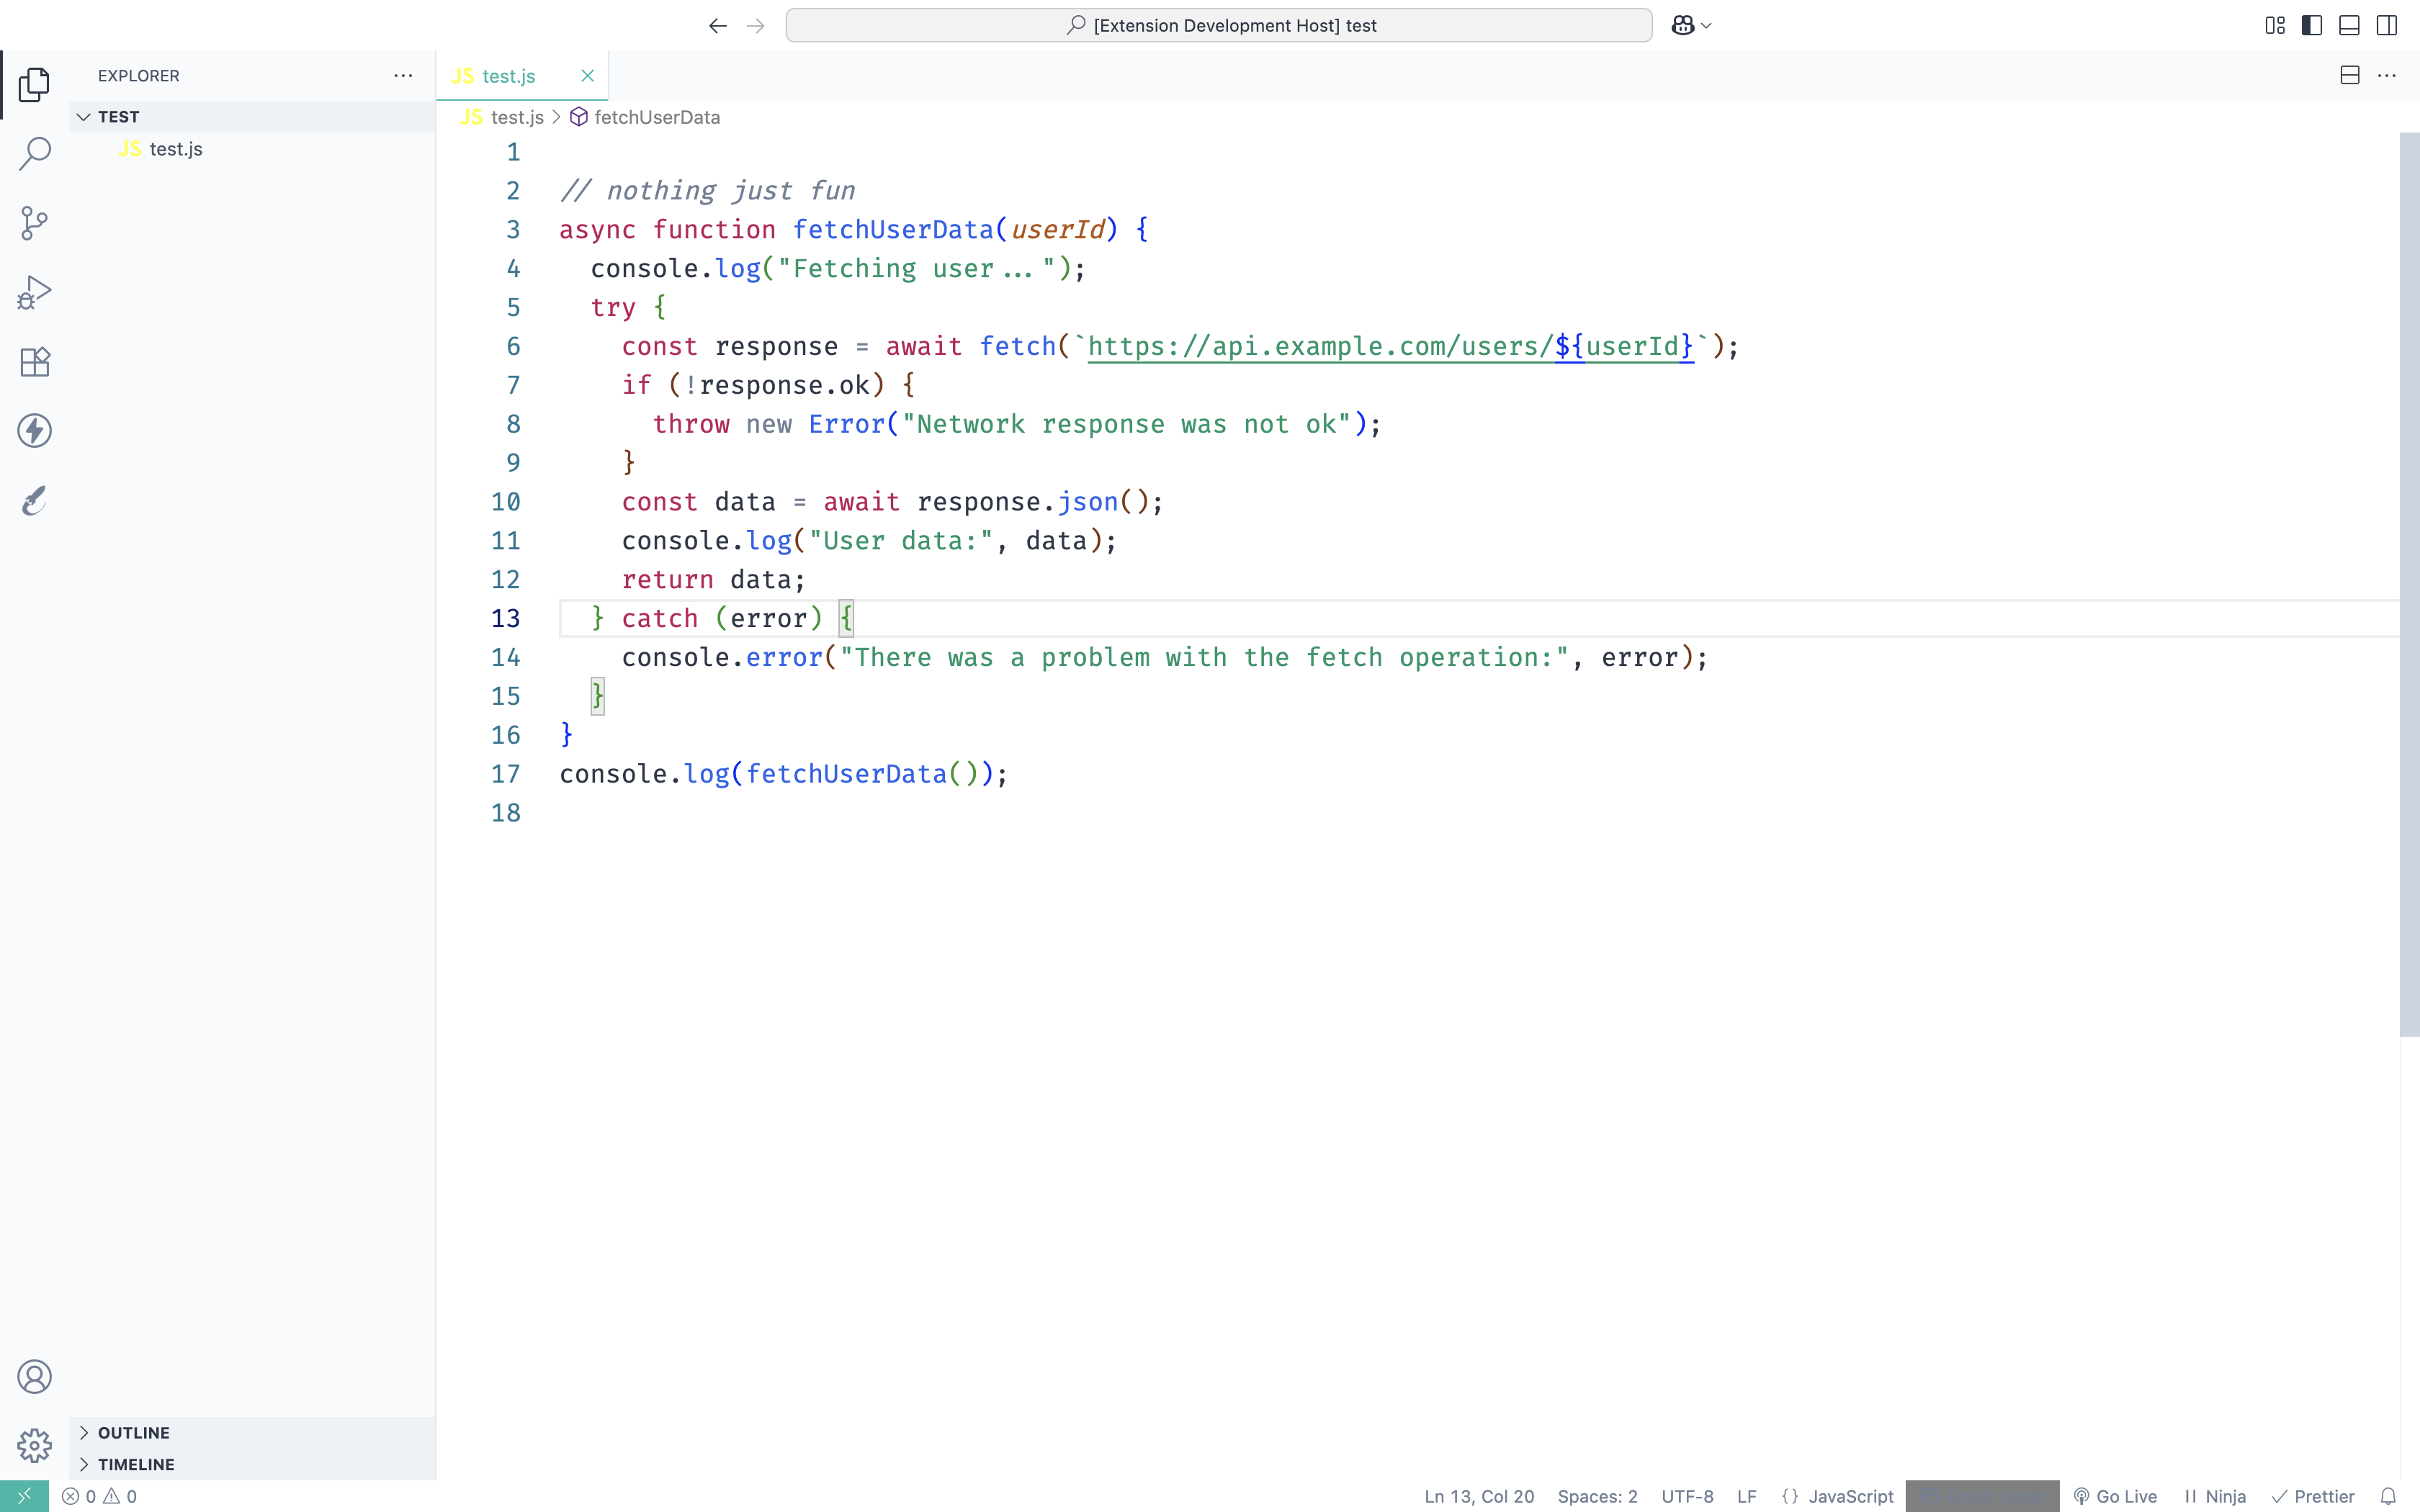 [Extension Development Host] test
EXPLORER
TEST
JS test.js
JS test.js
JS test.js > fetchUserData
1
2 // nothing just fun
3 async function fetchUserData(userId) {
4 console.log("Fetching user...");
5 try {
6 const response = await fetch(`https://api.example.com/users/${userId}`);
7 if (!response.ok) {
8 throw new Error("Network response was not ok");
9 }
10 const data = await response.json();
11 console.log("User data:", data);
12 return data;
13 } catch (error) {
14 console.error("There was a problem with the fetch operation:", error);
15 }
16 }
17 console.log(fetchUserData());
18
OUTLINE
TIMELINE
0 0
Ln 13, Col 20 Spaces: 2 UTF-8 LF {} JavaScript Go Live Ninja Prettier